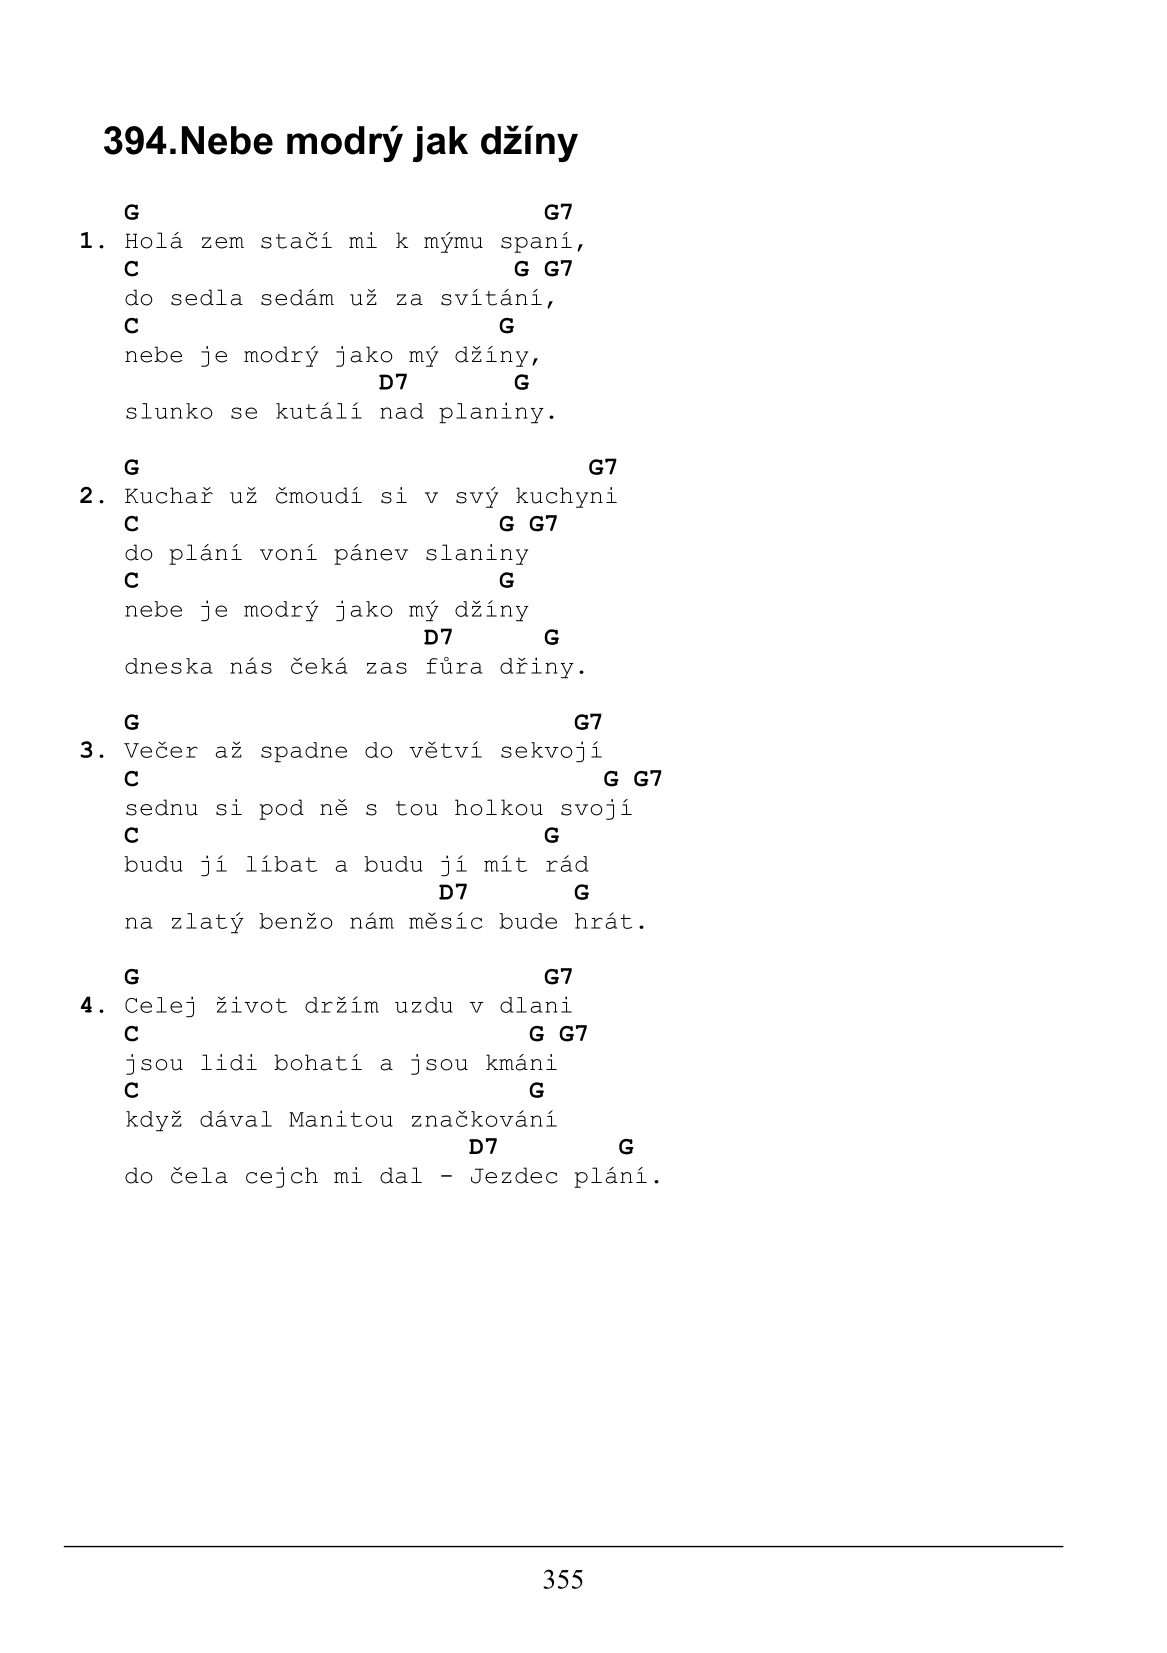 394.Nebe modrý jak džíny
G G7
1. Holá zem stačí mi k mýmu spaní,
C G G7
do sedla sedám už za svítání,
C G
nebe je modrý jako mý džíny,
D7 G
slunko se kutálí nad planiny.
G G7
2. Kuchař už čmoudí si v svý kuchyni
C G G7
do plání voní pánev slaniny
C G
nebe je modrý jako mý džíny
D7 G
dneska nás čeká zas fůra dřiny.
G G7
3. Večer až spadne do větví sekvojí
C G G7
sednu si pod ně s tou holkou svojí
C G
budu jí líbat a budu jí mít rád
D7 G
na zlatý benžo nám měsíc bude hrát.
G G7
4. Celej život držím uzdu v dlani
C G G7
jsou lidi bohatí a jsou kmáni
C G
když dával Manitou značkování
D7 G
do čela cejch mi dal - Jezdec plání.
355